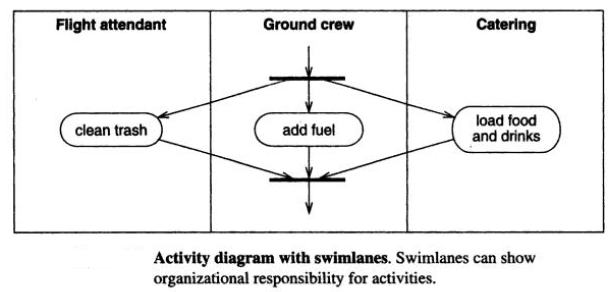 Flight attendant
Ground crew
Catering
clean trash
add fuel
load food
and drinks
Activity diagram with swimlanes. Swimlanes can show
organizational responsibility for activities.